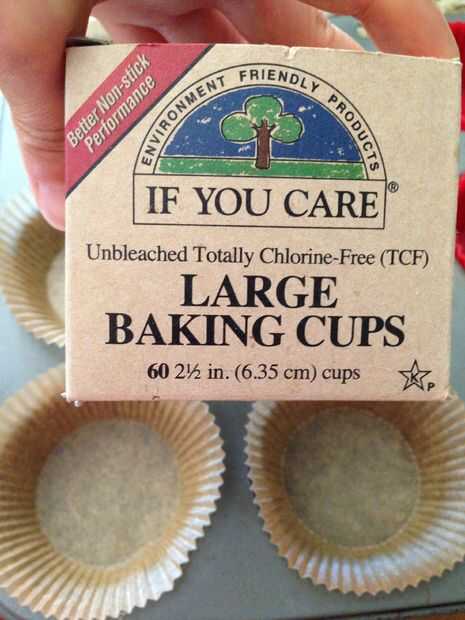 Better Non-stick
Performance
ENVIRONMENT FRIENDLY PRODUCTS
IF YOU CARE®
Unbleached Totally Chlorine-Free (TCF)
LARGE
BAKING CUPS
60 2½ in. (6.35 cm) cups
K P